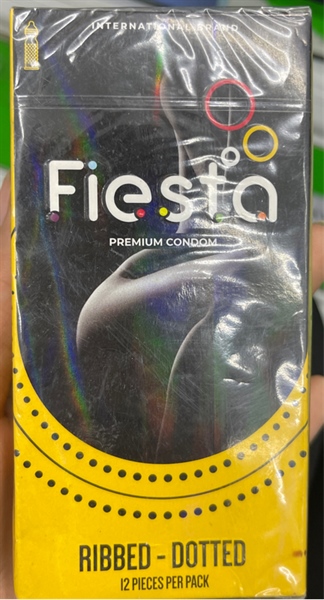 INTERNATIONAL BRAND
Fiesta
PREMIUM CONDOM
RIBBED - DOTTED
12 PIECES PER PACK